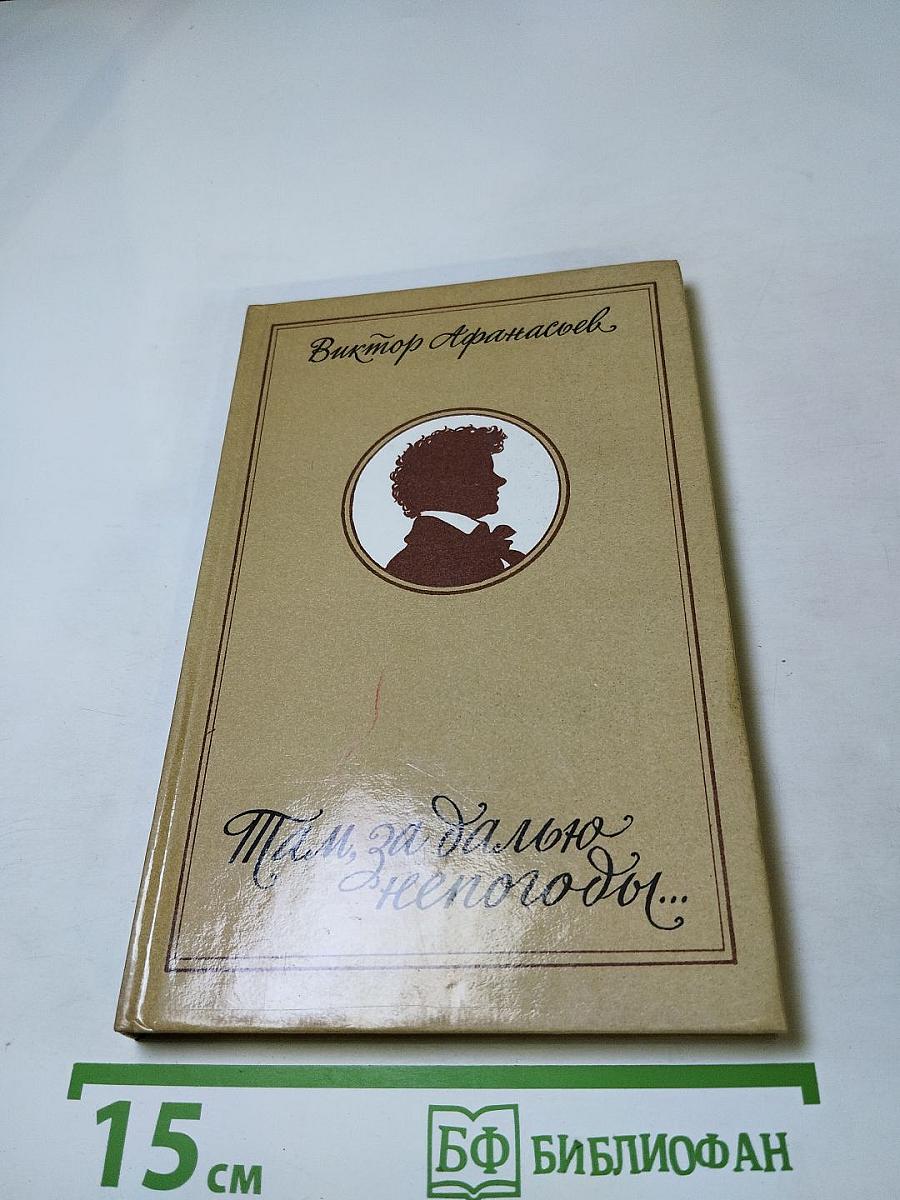 Виктор Афанасьев
Там, за далью
непогоды...
15 см
БФ БИБЛИОФАН